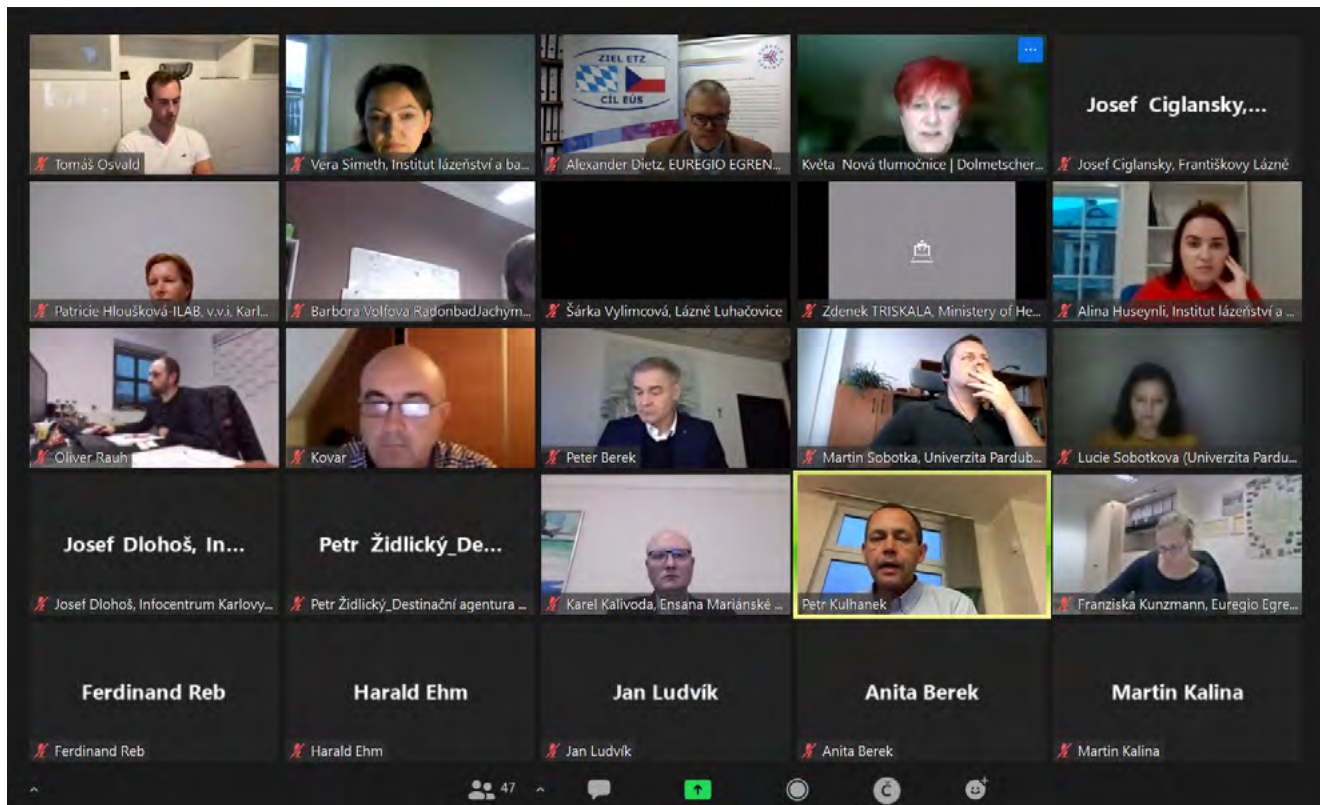 ZIEL ETZ
CÍL EÚS
Tomáš Osvald
Vera Simeth, Institut lázeňství a ba...
Alexander Dietz, EUREGIO EGREN...
Květa Nová tlumočnice | Dolmetscher...
Josef Ciglansky,...
Josef Ciglansky, Františkovy Lázně
Patricie Hloušková-ILAB, v.v.i, Karl...
Barbora Volfova RadonbadJachym...
Šárka Vylimcová, Lázně Luhačovice
Zdenek TRISKALA, Ministery of He...
Alina Huseynli, Institut lázeňství a ...
Oliver Rauh
Kovar
Peter Berek
Martin Sobotka, Univerzita Pardub...
Lucie Sobotkova (Univerzita Pardu...
Josef Dlohoš, In...
Josef Dlohoš, Infocentrum Karlovy...
Petr Židlický_De...
Petr Židlický_Destinační agentura ...
Karel Kalivoda, Ensana Mariánské ...
Petr Kulhanek
Franziska Kunzmann, Euregio Egre...
Ferdinand Reb
Ferdinand Reb
Harald Ehm
Harald Ehm
Jan Ludvík
Jan Ludvík
Anita Berek
Anita Berek
Martin Kalina
Martin Kalina
47
Č